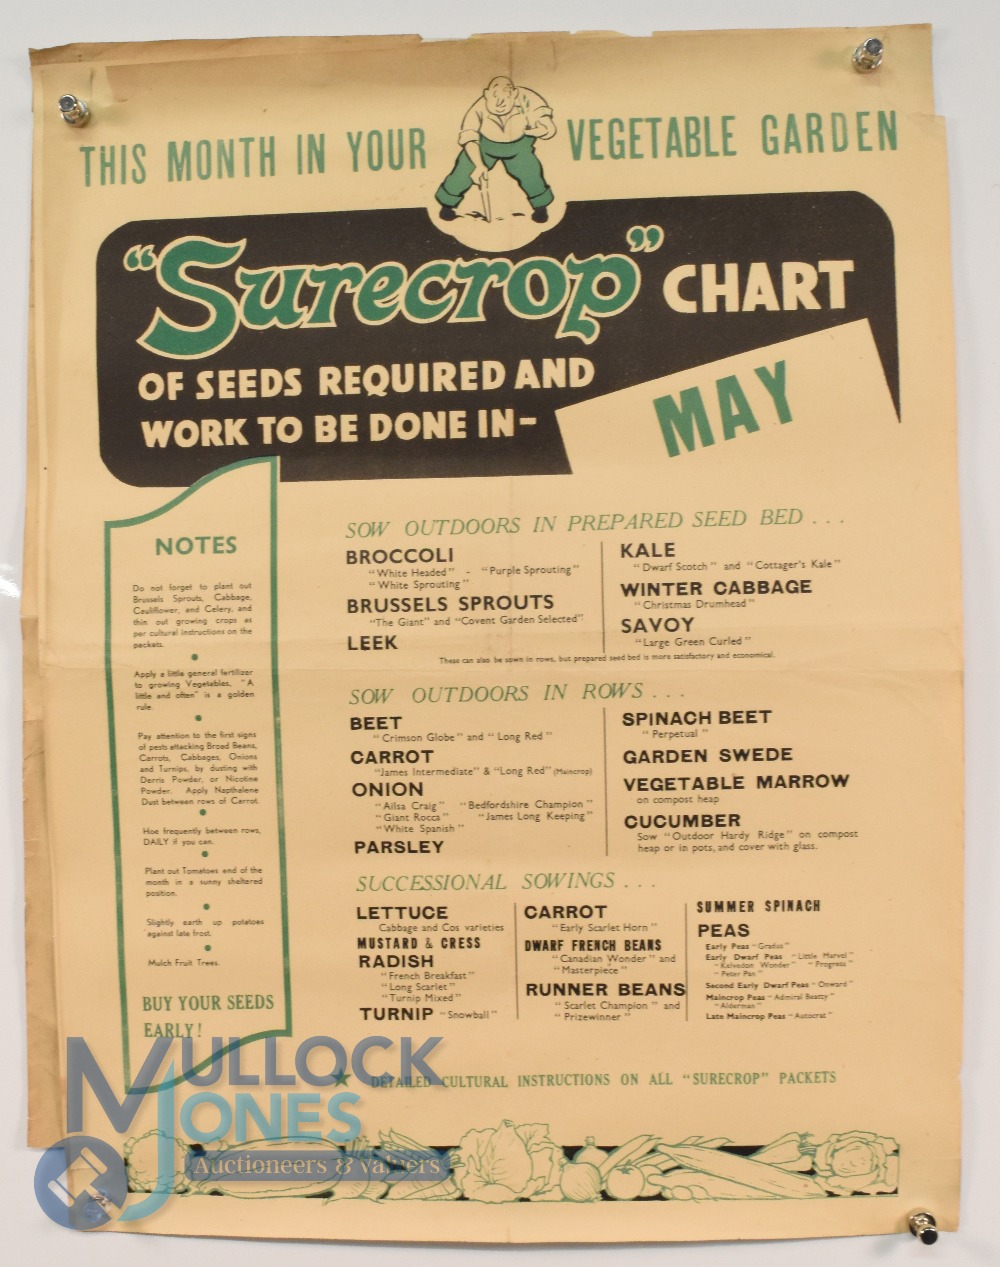 THIS MONTH IN YOUR VEGETABLE GARDEN
"Surecrop" CHART
OF SEEDS REQUIRED AND
WORK TO BE DONE IN-
MAY
NOTES
Do not forget to plant out
Brussels Sprouts, Cabbage,
Cauliflower, and Celery, and
thin out growing crops as
per cultural instructions on the
packets.
Apply a little general fertilizer
to growing Vegetables, "A
little and often" is a golden
rule.
Pay attention to the first signs
of pests attacking Broad Beans,
Carrots, Cabbages, Onions
and Turnips, by dusting with
Derris Powder, or Nicotine
Powder. Apply Napthalene
Dust between rows of Carrot.
Hoe frequently between rows,
DAILY if you can.
Plant out Tomatoes end of the
month in a sunny sheltered
position.
Slightly earth up potatoes
against late frost.
Mulch Fruit Trees.
BUY YOUR SEEDS
EARLY!
SOW OUTDOORS IN PREPARED SEED BED . . .
BROCCOLI
"White Headed" - "Purple Sprouting"
"White Sprouting"
BRUSSELS SPROUTS
"The Giant" and "Covent Garden Selected"
LEEK
KALE
"Dwarf Scotch" and "Cottager's Kale"
WINTER CABBAGE
"Christmas Drumhead"
SAVOY
"Large Green Curled"
These can also be sown in rows, but prepared seed bed is more satisfactory and economical.
SOW OUTDOORS IN ROWS . . .
BEET
"Crimson Globe" and "Long Red"
CARROT
"James Intermediate" & "Long Red" (Maincrop)
ONION
"Ailsa Craig" "Bedfordshire Champion"
"Giant Rocca" "James Long Keeping"
"White Spanish"
PARSLEY
SPINACH BEET
"Perpetual"
GARDEN SWEDE
VEGETABLE MARROW
on compost heap
CUCUMBER
Sow "Outdoor Hardy Ridge" on compost
heap or in pots, and cover with glass.
SUCCESSIONAL SOWINGS . . .
LETTUCE
Cabbage and Cos varieties
MUSTARD & CRESS
RADISH
"French Breakfast"
"Long Scarlet"
"Turnip Mixed"
TURNIP "Snowball"
CARROT
"Early Scarlet Horn"
DWARF FRENCH BEANS
"Canadian Wonder" and
"Masterpiece"
RUNNER BEANS
"Scarlet Champion" and
"Prizewinner"
SUMMER SPINACH
PEAS
Early Peas "Gradus"
Early Dwarf Peas "Little Marvel"
"Kelvedon Wonder" "Progress"
"Peter Pan"
Second Early Dwarf Peas "Onward"
Maincrop Peas "Admiral Beatty"
"Alderman"
Late Maincrop Peas "Autocrat"
★ DETAILED CULTURAL INSTRUCTIONS ON ALL "SURECROP" PACKETS
MULLOCK
JONES
Auctioneers & valuers